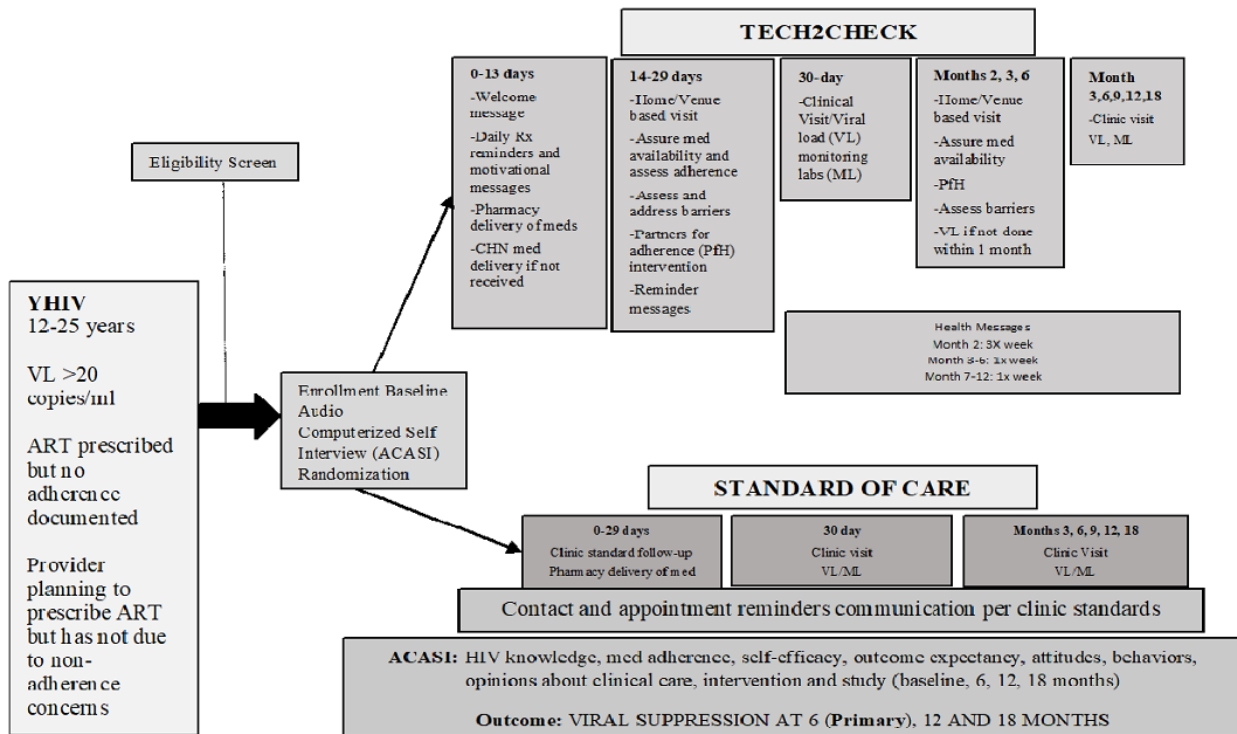 TECH2CHECK
0-13 days
-Welcome
message
-Daily Rx
reminders and
motivational
messages
-Pharmacy
delivery of meds
-CHN med
delivery if not
received
14-29 days
-Home/Venue
based visit
-Assure med
availability and
assess adherence
-Assess and
address barriers
-Partners for
adherence (PfH)
intervention
-Reminder
messages
30-day
-Clinical
Visit/Viral
load (VL)
monitoring
labs (ML)
Months 2, 3, 6
-Home/Venue
based visit
-Assure med
availability
-PfH
-Assess barriers
-VL if not done
within 1 month
Month
3,6,9,12,18
-Clinic visit
VL, ML
Health Messages
Month 2: 3X week
Month 3-6: 1x week
Month 7-12: 1x week
Eligibility Screen
YHIV
12-25 years
VL >20
copies/ml
ART prescribed
but no
adherence
documented
Provider
planning to
prescribe ART
but has not due
to non-
adherence
concerns
Enrollment Baseline
Audio
Computerized Self
Interview (ACASI)
Randomization
STANDARD OF CARE
0-29 days
Clinic standard follow-up
Pharmacy delivery of med
30 day
Clinic visit
VL/ML
Months 3, 6, 9, 12, 18
Clinic Visit
VL/ML
Contact and appointment reminders communication per clinic standards
ACASI: HIV knowledge, med adherence, self-efficacy, outcome expectancy, attitudes, behaviors,
opinions about clinical care, intervention and study (baseline, 6, 12, 18 months)
Outcome: VIRAL SUPPRESSION AT 6 (Primary), 12 AND 18 MONTHS